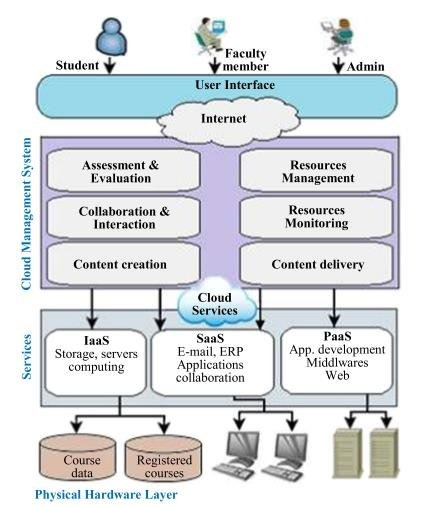 Student
Faculty
member
Admin
User Interface
Internet
Cloud Management System
Assessment &
Evaluation
Resources
Management
Collaboration &
Interaction
Resources
Monitoring
Content creation
Content delivery
Cloud
Services
Services
IaaS
Storage, servers
computing
SaaS
E-mail, ERP
Applications
collaboration
PaaS
App. development
Middlwares
Web
Course
data
Registered
courses
Physical Hardware Layer